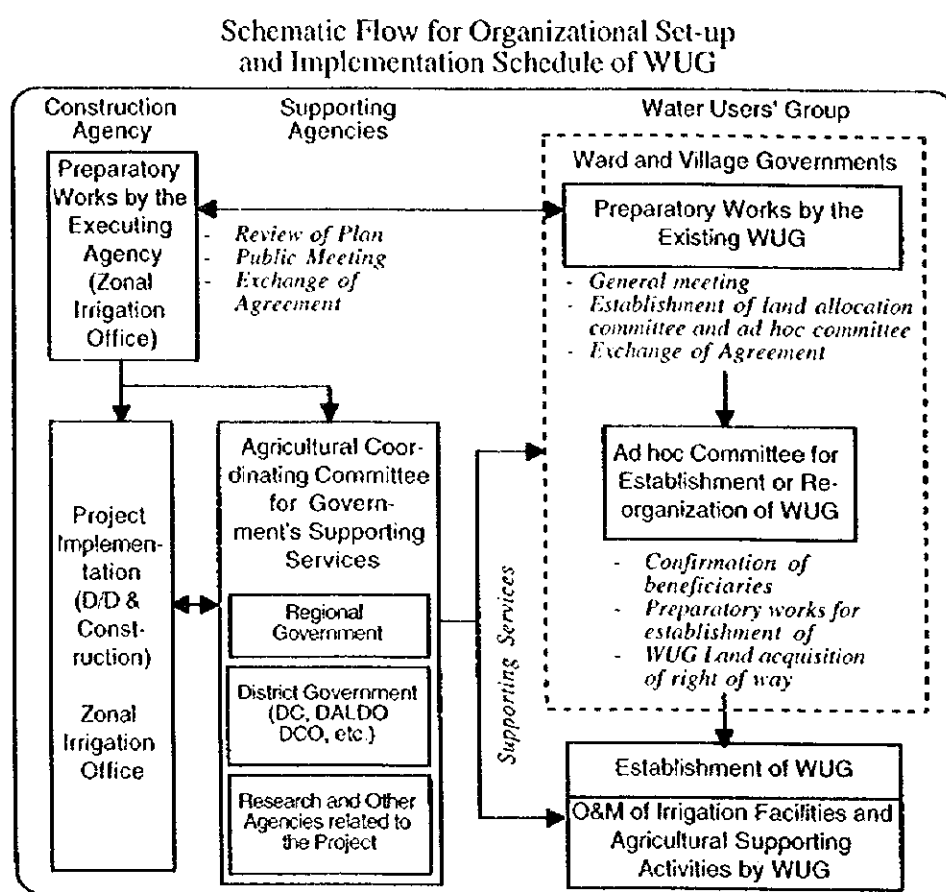 Schematic Flow for Organizational Set-up
and Implementation Schedule of WUG
Construction
Agency
Supporting
Agencies
Water Users' Group
Preparatory
Works by the
Executing
Agency
(Zonal
Irrigation
Office)
- Review of Plan
- Public Meeting
- Exchange of
Agreement
Ward and Village Governments
Preparatory Works by the
Existing WUG
- General meeting
- Establishment of land allocation
committee and ad hoc committee
- Exchange of Agreement
Project
Implemen-
tation
(D/D &
Const-
ruction)
Zonal
Irrigation
Office
Agricultural Coor-
dinating Committee
for Govern-
ment's Supporting
Services
Regional
Government
District Government
(DC, DALDO
DCO, etc.)
Research and Other
Agencies related to
the Project
Supporting Services
Ad hoc Committee for
Establishment or Re-
organization of WUG
- Confirmation of
beneficiaries
- Preparatory works for
establishment of
- WUG Land acquisition
of right of way
Establishment of WUG
O&M of Irrigation Facilities and
Agricultural Supporting
Activities by WUG